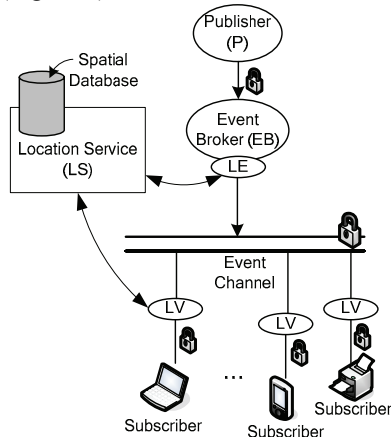 Publisher
(P)
Spatial
Database
Event
Broker (EB)
LE
Location Service
(LS)
Event
Channel
LV
LV
LV
...
Subscriber
Subscriber
Subscriber